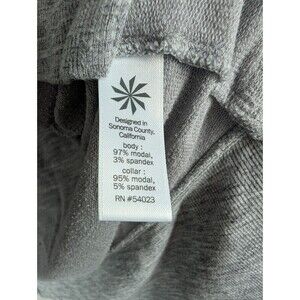 Designed in
Sonoma County,
California
body :
97% modal,
3% spandex
collar :
95% modal,
5% spandex
RN #54023